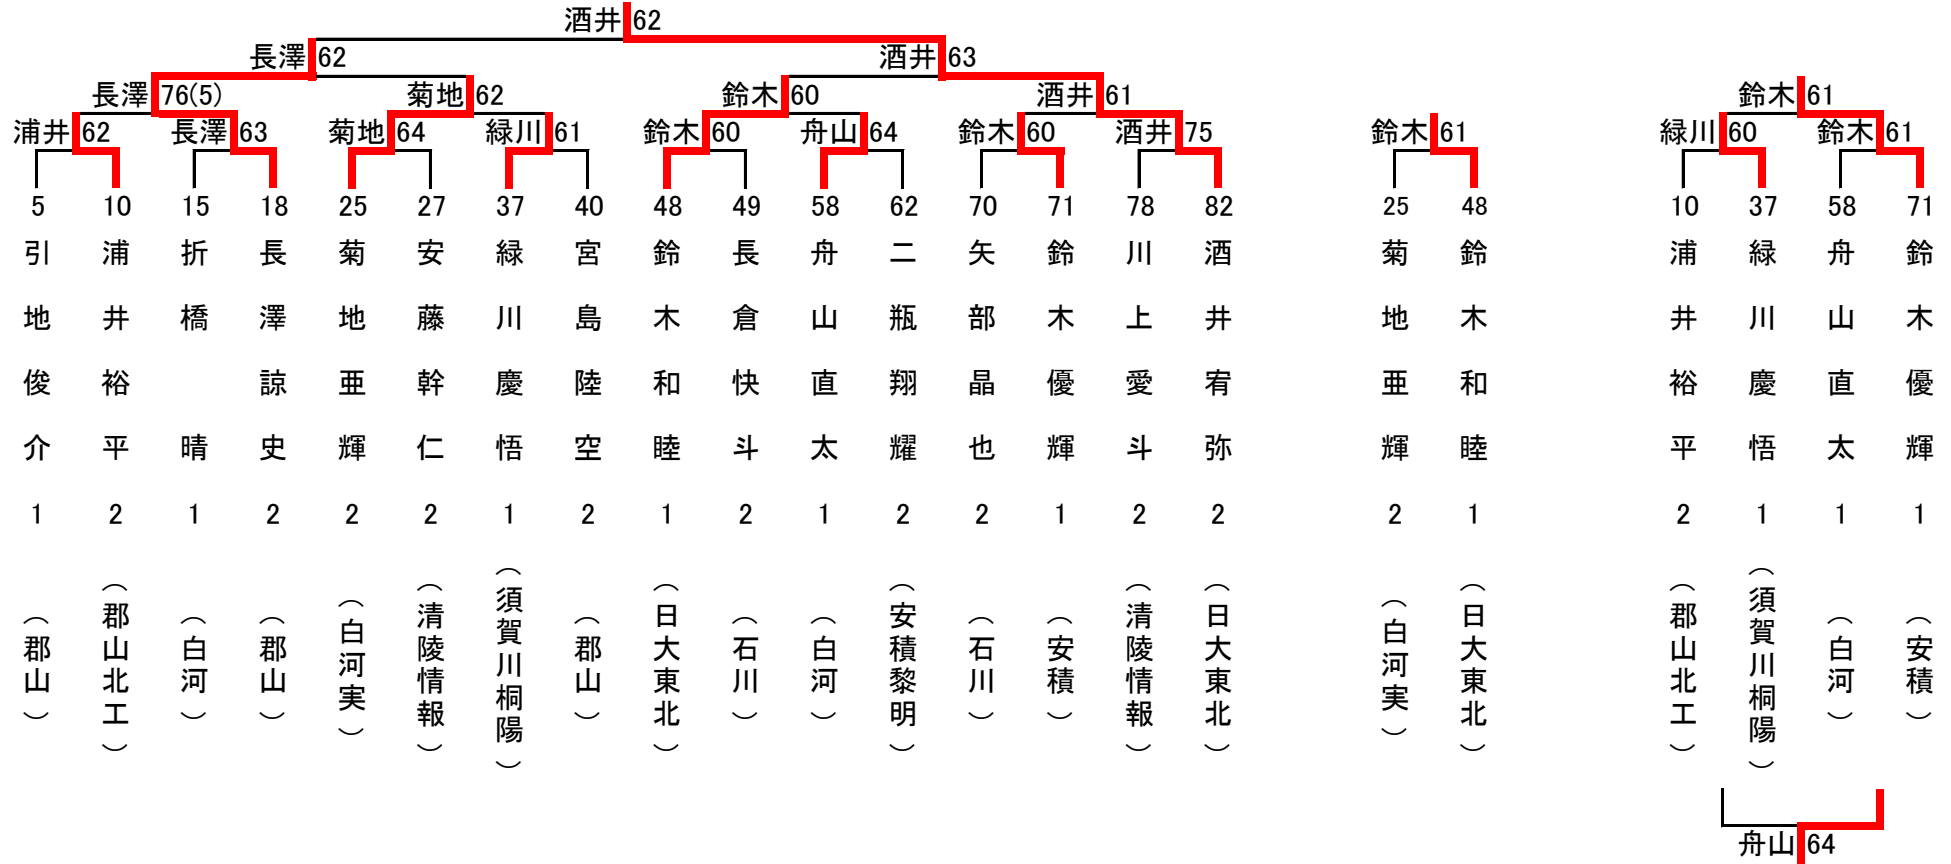 酒井 62
長澤 62 酒井 63
長澤 76(5) 菊地 62 鈴木 60 酒井 61 鈴木 61
浦井 62 長澤 63 菊地 64 緑川 61 鈴木 60 舟山 64 鈴木 60 酒井 75 鈴木 61 緑川 60 鈴木 61
5 引地俊介 1 （郡山）
10 浦井裕平 2 （郡山北工）
15 折橋 晴 1 （白河）
18 長澤諒史 2 （郡山）
25 菊地亜輝 2 （白河実）
27 安藤幹仁 2 （清陵情報）
37 緑川慶悟 1 （須賀川桐陽）
40 宮島陸空 2 （郡山）
48 鈴木和睦 1 （日大東北）
49 長倉快斗 2 （石川）
58 舟山直太 1 （白河）
62 二瓶翔耀 2 （安積黎明）
70 矢部晶也 2 （石川）
71 鈴木優輝 1 （安積）
78 川上愛斗 2 （清陵情報）
82 酒井宥弥 2 （日大東北）
25 菊地亜輝 2 （白河実）
48 鈴木和睦 1 （日大東北）
10 浦井裕平 2 （郡山北工）
37 緑川慶悟 1 （須賀川桐陽）
58 舟山直太 1 （白河）
71 鈴木優輝 1 （安積）
舟山 64